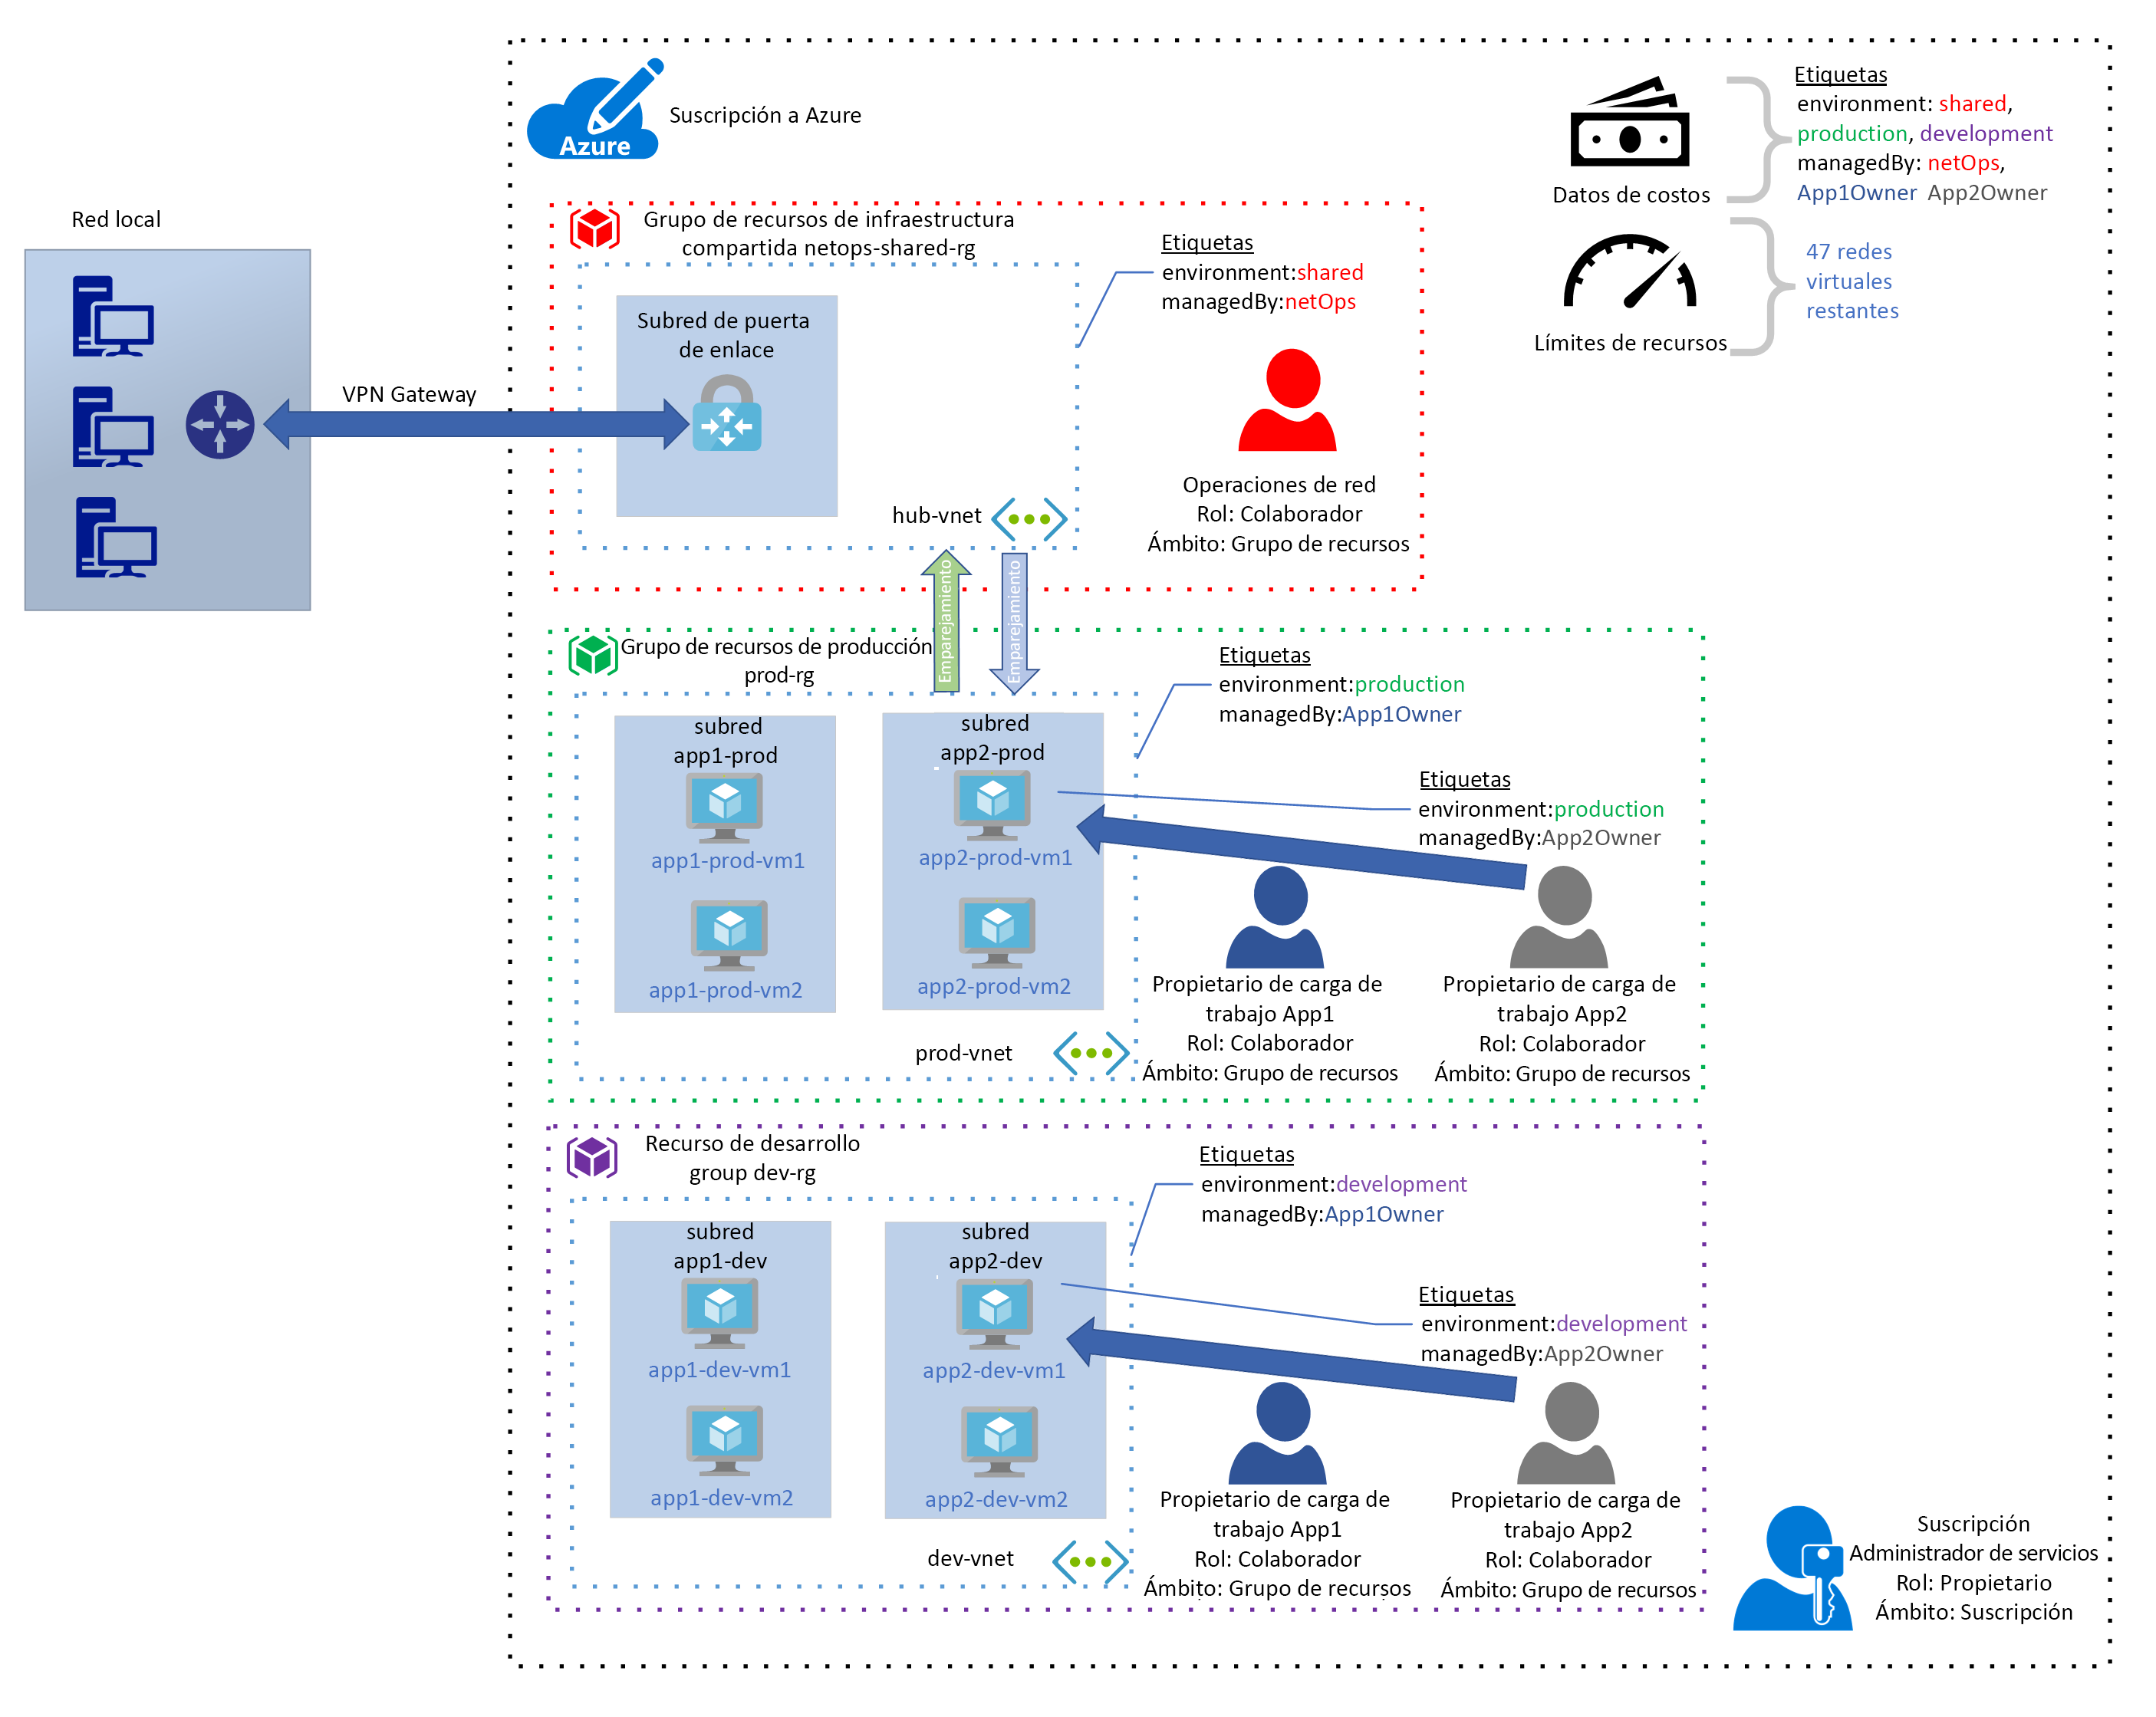 Suscripción a Azure
Azure
Datos de costos
Etiquetas
environment: shared,
production, development
managedBy: netOps,
App1Owner App2Owner
Límites de recursos
47 redes
virtuales
restantes
Red local
VPN Gateway
Grupo de recursos de infraestructura
compartida netops-shared-rg
Subred de puerta
de enlace
hub-vnet
Etiquetas
environment:shared
managedBy:netOps
Operaciones de red
Rol: Colaborador
Ámbito: Grupo de recursos
Emparejamiento
Emparejamiento
Grupo de recursos de producción
prod-rg
subred
app1-prod
app1-prod-vm1
app1-prod-vm2
subred
app2-prod
app2-prod-vm1
app2-prod-vm2
prod-vnet
Etiquetas
environment:production
managedBy:App1Owner
Etiquetas
environment:production
managedBy:App2Owner
Propietario de carga de
trabajo App1
Rol: Colaborador
Ámbito: Grupo de recursos
Propietario de carga de
trabajo App2
Rol: Colaborador
Ámbito: Grupo de recursos
Recurso de desarrollo
group dev-rg
subred
app1-dev
app1-dev-vm1
app1-dev-vm2
subred
app2-dev
app2-dev-vm1
app2-dev-vm2
dev-vnet
Etiquetas
environment:development
managedBy:App1Owner
Etiquetas
environment:development
managedBy:App2Owner
Propietario de carga de
trabajo App1
Rol: Colaborador
Ámbito: Grupo de recursos
Propietario de carga de
trabajo App2
Rol: Colaborador
Ámbito: Grupo de recursos
Suscripción
Administrador de servicios
Rol: Propietario
Ámbito: Suscripción